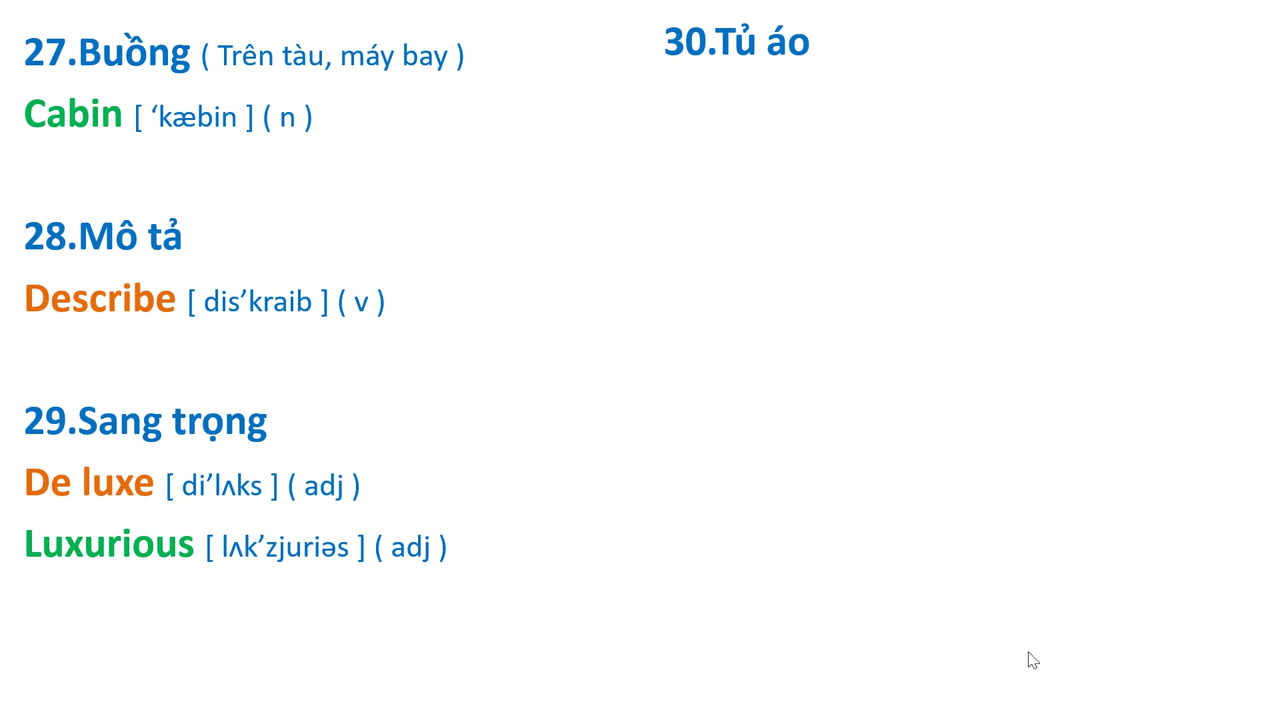 27.Buồng ( Trên tàu, máy bay )
Cabin [ ‘kæbin ] ( n )
28.Mô tả
Describe [ dis’kraib ] ( v )
29.Sang trọng
De luxe [ di’lʌks ] ( adj )
Luxurious [ lʌk’zjuriəs ] ( adj )
30.Tủ áo